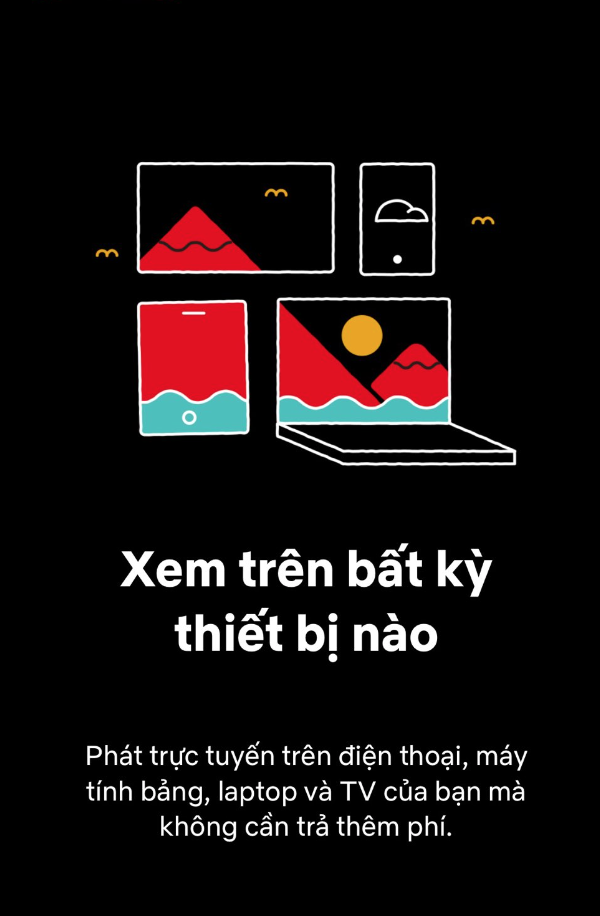 Xem trên bất kỳ
thiết bị nào
Phát trực tuyến trên điện thoại, máy
tính bảng, laptop và TV của bạn mà
không cần trả thêm phí.